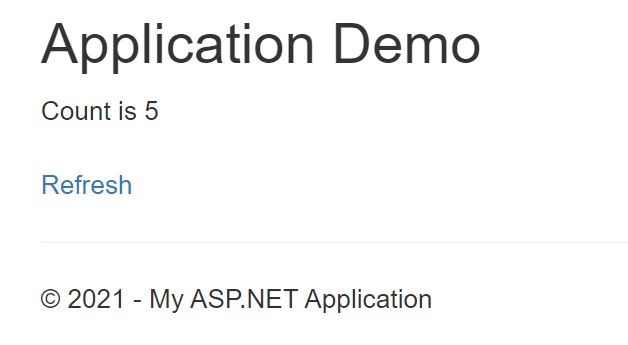 Application Demo
Count is 5
Refresh
© 2021 - My ASP.NET Application